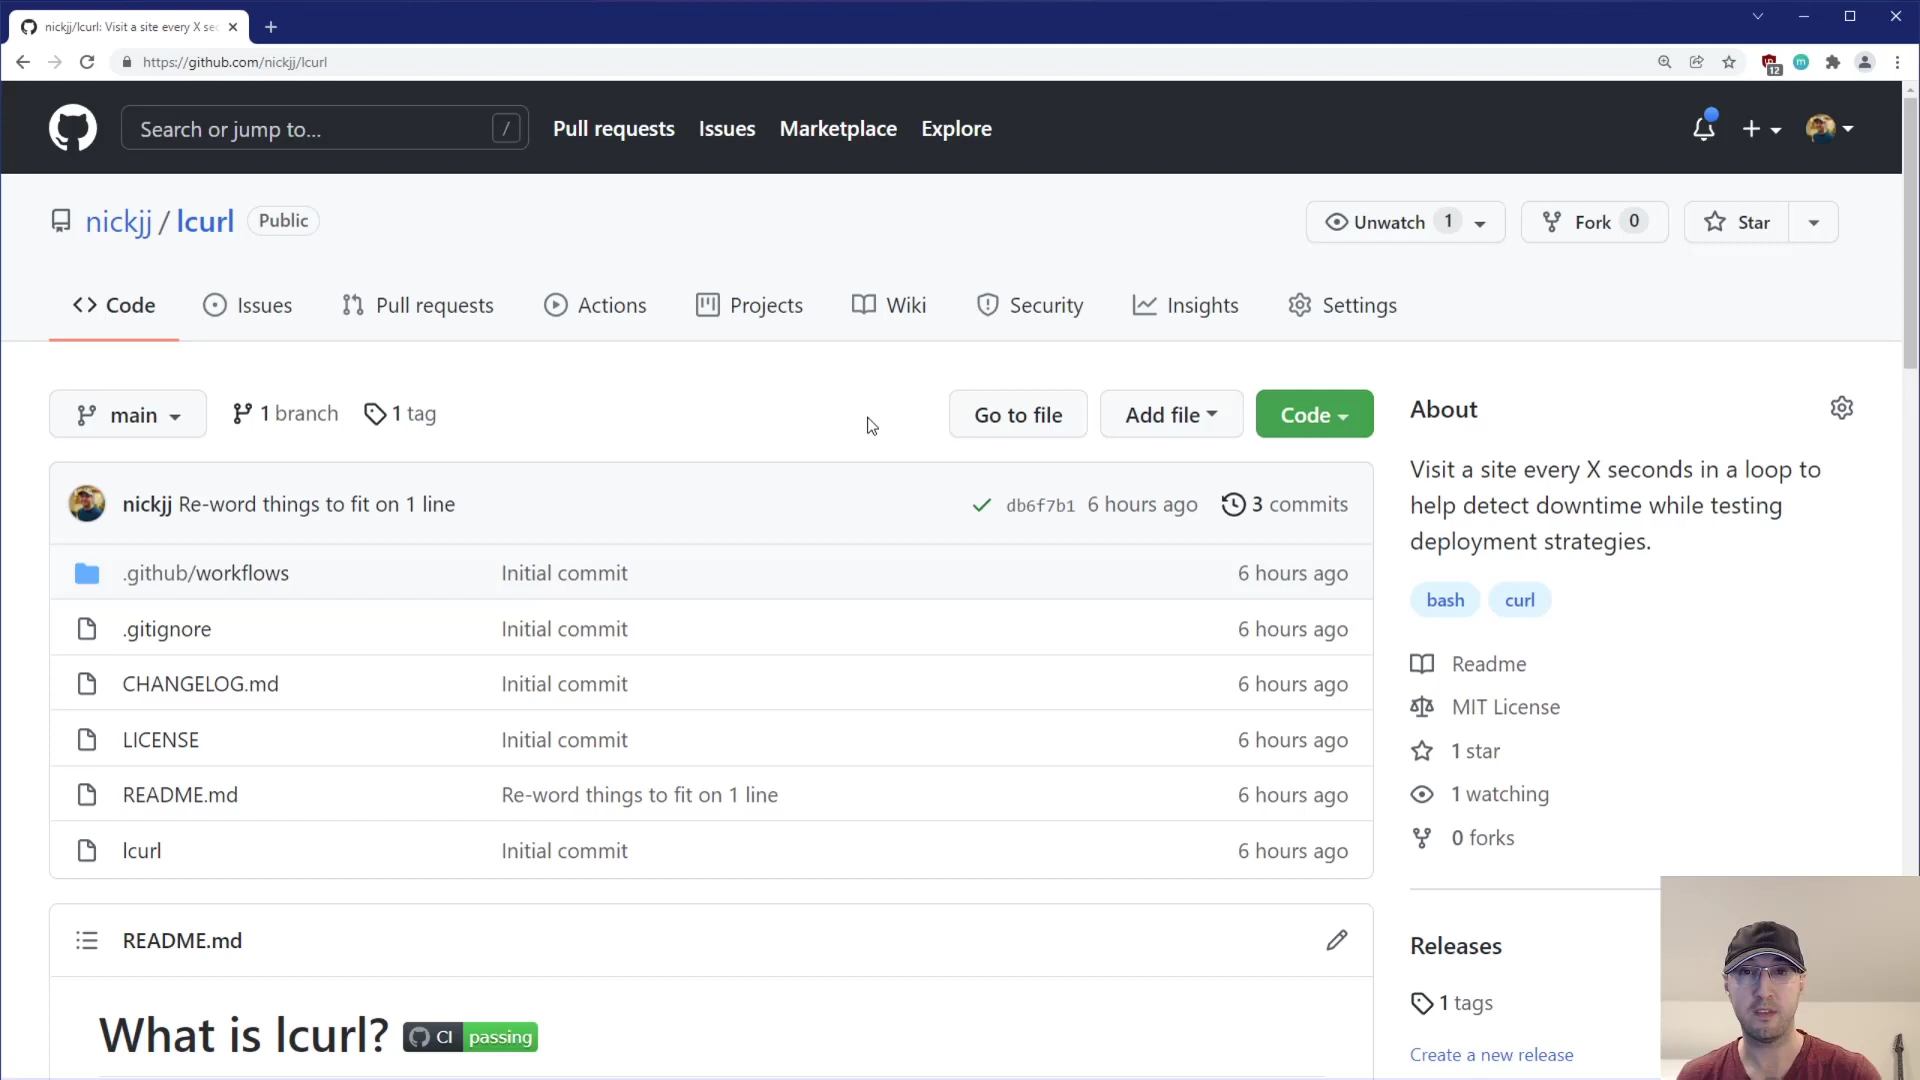 nickjj/lcurl: Visit a site every X sec
https://github.com/nickjj/lcurl
12
m
Search or jump to... /
Pull requests Issues Marketplace Explore
nickjj / lcurl Public
Unwatch 1 Fork 0 Star
Code Issues Pull requests Actions Projects Wiki Security Insights Settings
main 1 branch 1 tag Go to file Add file Code
nickjj Re-word things to fit on 1 line db6f7b1 6 hours ago 3 commits
.github/workflows Initial commit 6 hours ago
.gitignore Initial commit 6 hours ago
CHANGELOG.md Initial commit 6 hours ago
LICENSE Initial commit 6 hours ago
README.md Re-word things to fit on 1 line 6 hours ago
lcurl Initial commit 6 hours ago
README.md
What is lcurl? CI passing
About
Visit a site every X seconds in a loop to
help detect downtime while testing
deployment strategies.
bash curl
Readme
MIT License
1 star
1 watching
0 forks
Releases
1 tags
Create a new release